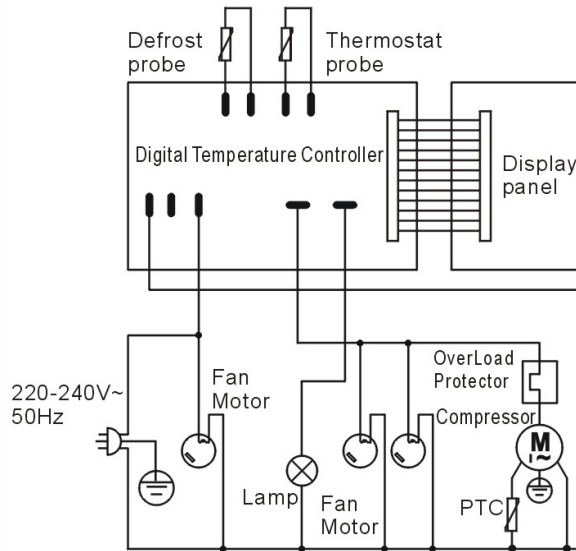 Defrost
probe
Thermostat
probe
Digital Temperature Controller
Display
panel
220-240V~
50Hz
Fan
Motor
OverLoad
Protector
Compressor
M
1~
Lamp
Fan
Motor
PTC